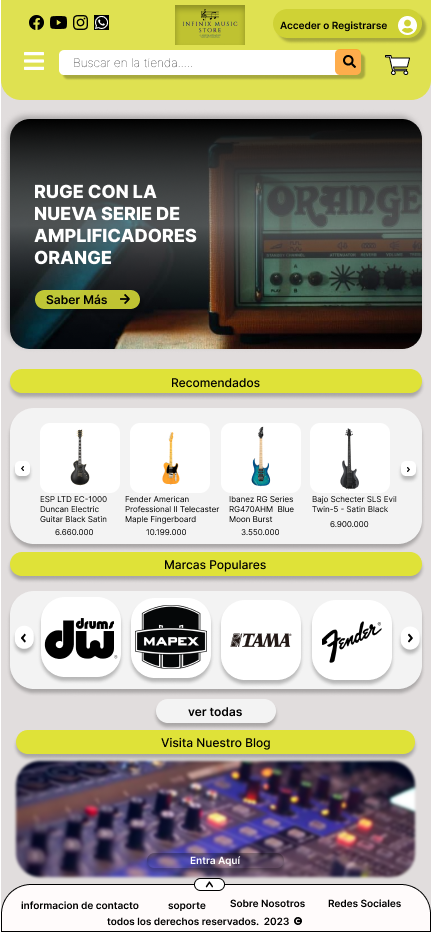 INFINIX MUSIC
STORE
Acceder o Registrarse
Buscar en la tienda.....
ORANGE
RUGE CON LA
NUEVA SERIE DE
AMPLIFICADORES
ORANGE
Saber Más
Recomendados
ESP LTD EC-1000
Duncan Electric
Guitar Black Satin
6.660.000
Fender American
Professional II Telecaster
Maple Fingerboard
10.199.000
Ibanez RG Series
RG470AHM Blue
Moon Burst
3.550.000
Bajo Schecter SLS Evil
Twin-5 - Satin Black
6.900.000
Marcas Populares
drums
dw
MAPEX
TAMA
Fender
ver todas
Visita Nuestro Blog
Entra Aquí
informacion de contacto
soporte
Sobre Nosotros
Redes Sociales
todos los derechos reservados. 2023 ©